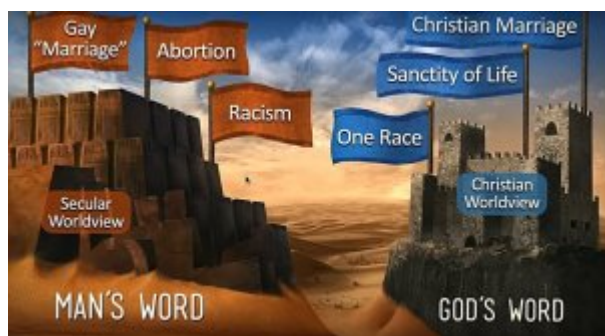 Gay
"Marriage"
Abortion
Racism
Secular
Worldview
MAN'S WORD
Christian Marriage
Sanctity of Life
One Race
Christian
Worldview
GOD'S WORD